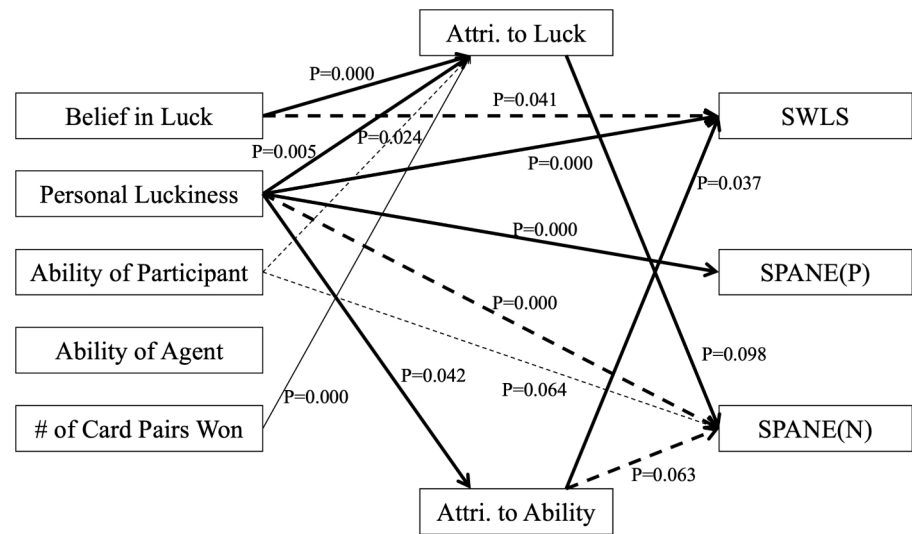 Attri. to Luck
P=0.000
Belief in Luck
P=0.041
SWLS
P=0.005
P=0.024
P=0.000
P=0.037
Personal Luckiness
P=0.000
Ability of Participant
SPANE(P)
P=0.000
Ability of Agent
P=0.098
P=0.042
P=0.064
# of Card Pairs Won
P=0.000
SPANE(N)
P=0.063
Attri. to Ability